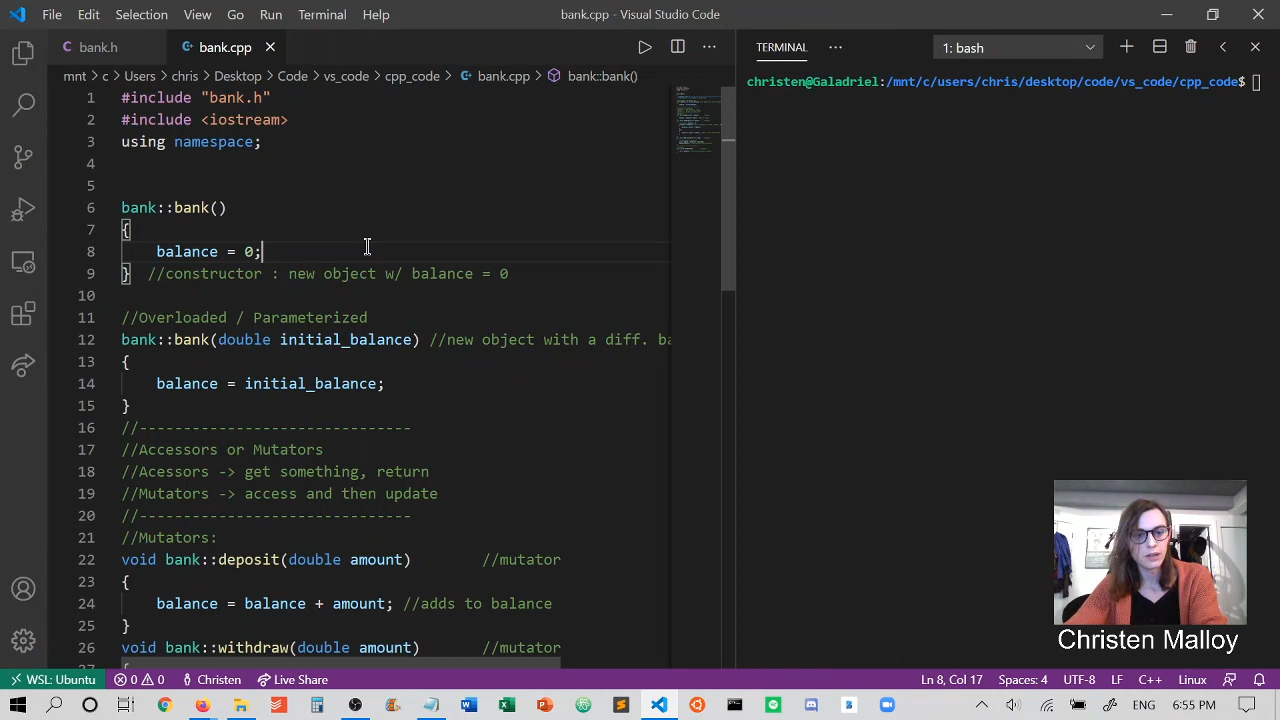 File Edit Selection View Go Run Terminal Help bank.cpp - Visual Studio Code
bank.h bank.cpp
mnt > c > Users > chris > Desktop > Code > vs_code > cpp_code > bank.cpp > bank::bank()
1 #include "bank.h"
2 #include <iostream>
3 using namespace;
4
5
6 bank::bank()
7 {
8 balance = 0;
9 } //constructor : new object w/ balance = 0
10
11 //Overloaded / Parameterized
12 bank::bank(double initial_balance) //new object with a diff. ba
13 {
14 balance = initial_balance;
15 }
16 //-------------------------------
17 //Accessors or Mutators
18 //Acessors -> get something, return
19 //Mutators -> access and then update
20 //-------------------------------
21 //Mutators:
22 void bank::deposit(double amount) //mutator
23 {
24 balance = balance + amount; //adds to balance
25 }
26 void bank::withdraw(double amount) //mutator
27 {
TERMINAL 1: bash
christen@Galadriel:/mnt/c/users/chris/desktop/code/vs_code/cpp_code$
Christen Malloy
WSL: Ubuntu 0 0 Christen Live Share Ln 8, Col 17 Spaces: 4 UTF-8 LF C++ Linux
6:55 PM